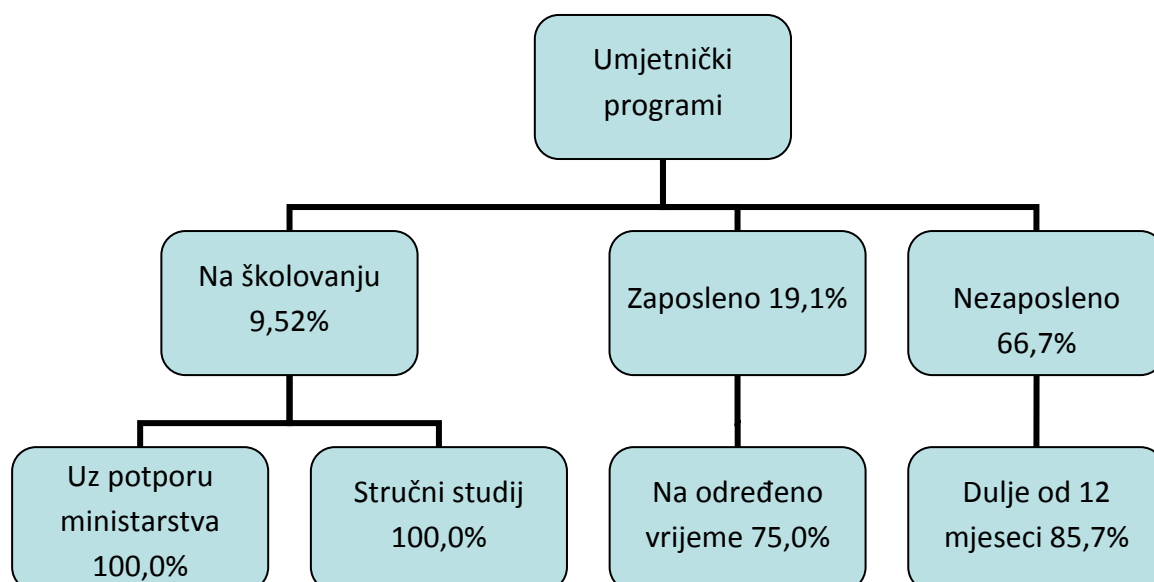 Umjetnički
programi
Na školovanju
9,52%
Zaposleno 19,1%
Nezaposleno
66,7%
Uz potporu
ministarstva
100,0%
Stručni studij
100,0%
Na određeno
vrijeme 75,0%
Dulje od 12
mjeseci 85,7%